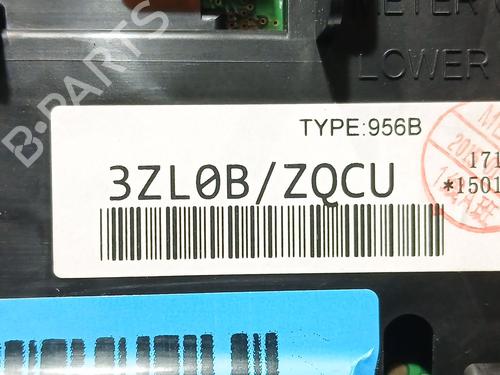 METER
LOWER
B-PARTS
TYPE:956B
3ZL0B/ZQCU
171
*1501